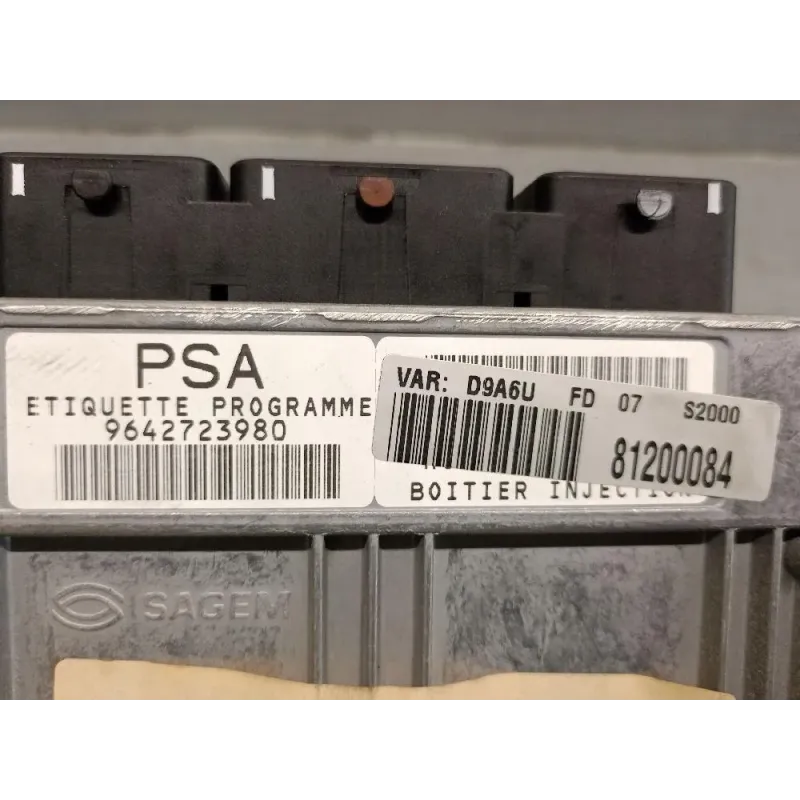 PSA
ETIQUETTE PROGRAMME
9642723980
VAR: D9A6U FD 07 S2000
81200084
BOITIER INJECTION
SAGEM